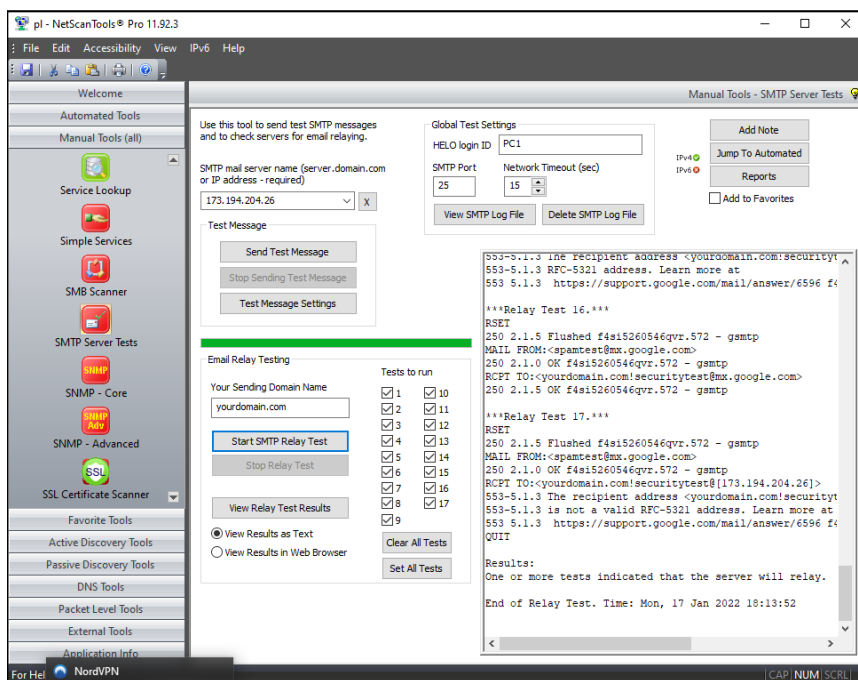 pl - NetScanTools® Pro 11.92.3
File Edit Accessibility View IPv6 Help
Welcome
Automated Tools
Manual Tools (all)
Service Lookup
Simple Services
SMB Scanner
SMTP Server Tests
SNMP
SNMP - Core
SNMP Adv
SNMP - Advanced
SSL
SSL Certificate Scanner
Favorite Tools
Active Discovery Tools
Passive Discovery Tools
DNS Tools
Packet Level Tools
External Tools
Application Info
For Hel
NordVPN
Manual Tools - SMTP Server Tests
Use this tool to send test SMTP messages
and to check servers for email relaying.
SMTP mail server name (server.domain.com
or IP address - required)
173.194.204.26
X
Test Message
Send Test Message
Stop Sending Test Message
Test Message Settings
Global Test Settings
HELO login ID PC1
SMTP Port Network Timeout (sec)
25 15
View SMTP Log File Delete SMTP Log File
IPv4
IPv6
Add Note
Jump To Automated
Reports
Add to Favorites
Email Relay Testing
Your Sending Domain Name
yourdomain.com
Start SMTP Relay Test
Stop Relay Test
View Relay Test Results
View Results as Text
View Results in Web Browser
Tests to run
1 10
2 11
3 12
4 13
5 14
6 15
7 16
8 17
9
Clear All Tests
Set All Tests
553-5.1.3 The recipient address <yourdomain.com!securityt
553-5.1.3 RFC-5321 address. Learn more at
553 5.1.3 https://support.google.com/mail/answer/6596 f4
***Relay Test 16.***
RSET
250 2.1.5 Flushed f4si5260546qvr.572 - gsmtp
MAIL FROM:<spamtest@mx.google.com>
250 2.1.0 OK f4si5260546qvr.572 - gsmtp
RCPT TO:<yourdomain.com!securitytest@mx.google.com>
250 2.1.5 OK f4si5260546qvr.572 - gsmtp
***Relay Test 17.***
RSET
250 2.1.5 Flushed f4si5260546qvr.572 - gsmtp
MAIL FROM:<spamtest@mx.google.com>
250 2.1.0 OK f4si5260546qvr.572 - gsmtp
RCPT TO:<yourdomain.com!securitytest@[173.194.204.26]>
553-5.1.3 The recipient address <yourdomain.com!securityt
553-5.1.3 is not a valid RFC-5321 address. Learn more at
553 5.1.3 https://support.google.com/mail/answer/6596 f4
QUIT
Results:
One or more tests indicated that the server will relay.
End of Relay Test. Time: Mon, 17 Jan 2022 18:13:52
CAP NUM SCRL